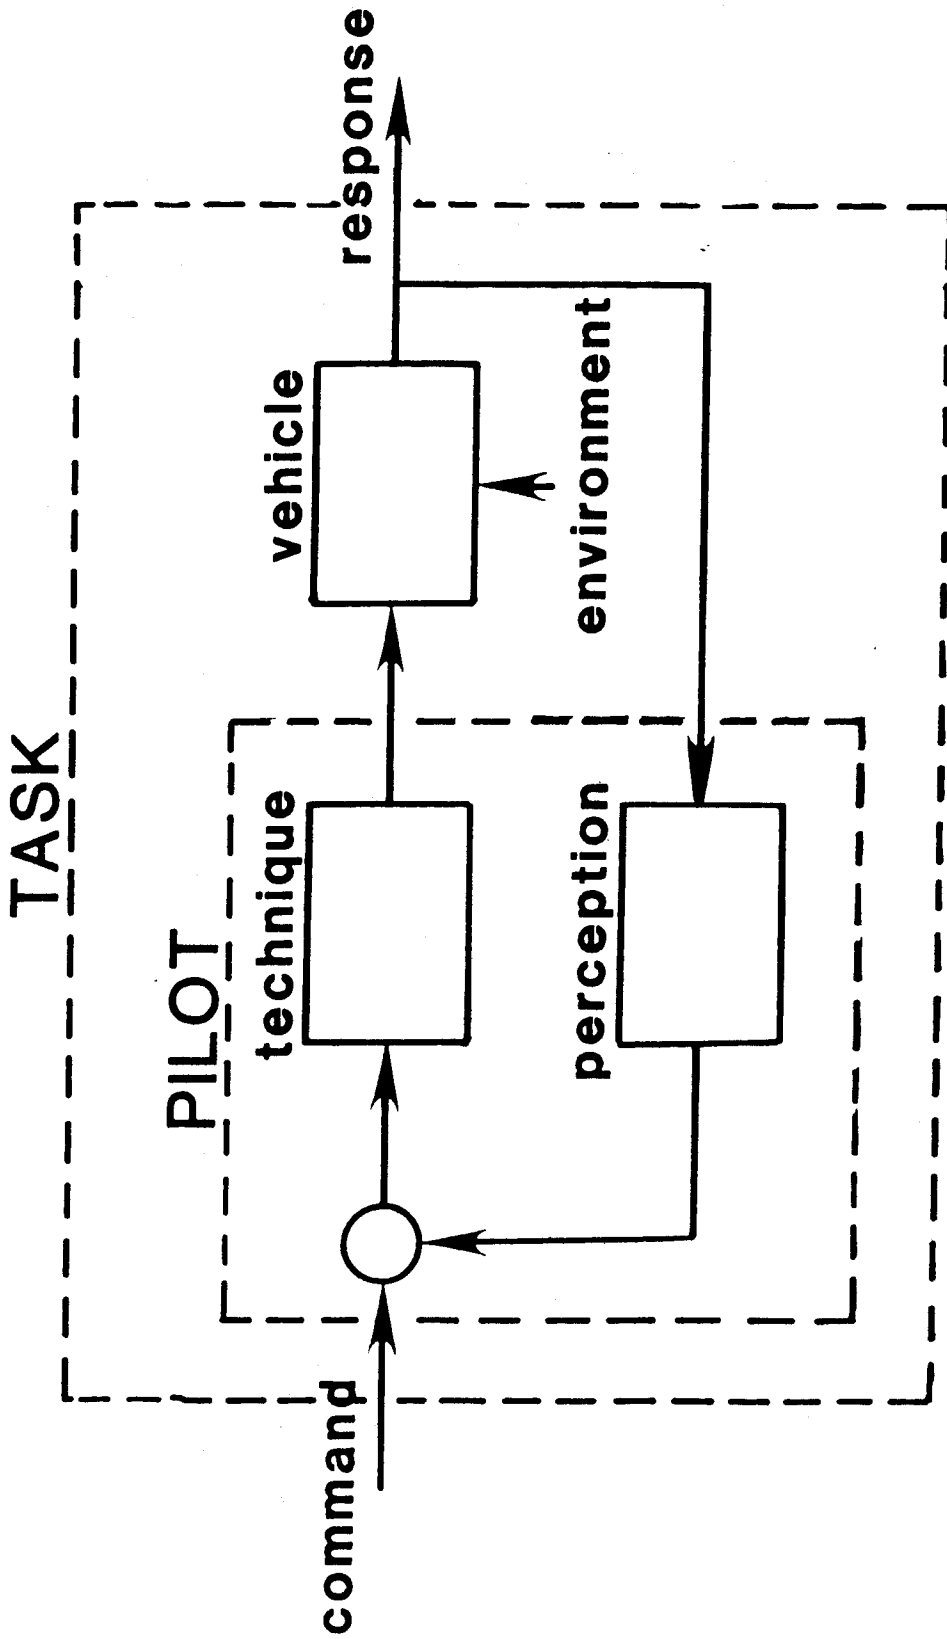 TASK
PILOT
command
technique
vehicle
response
perception
environment